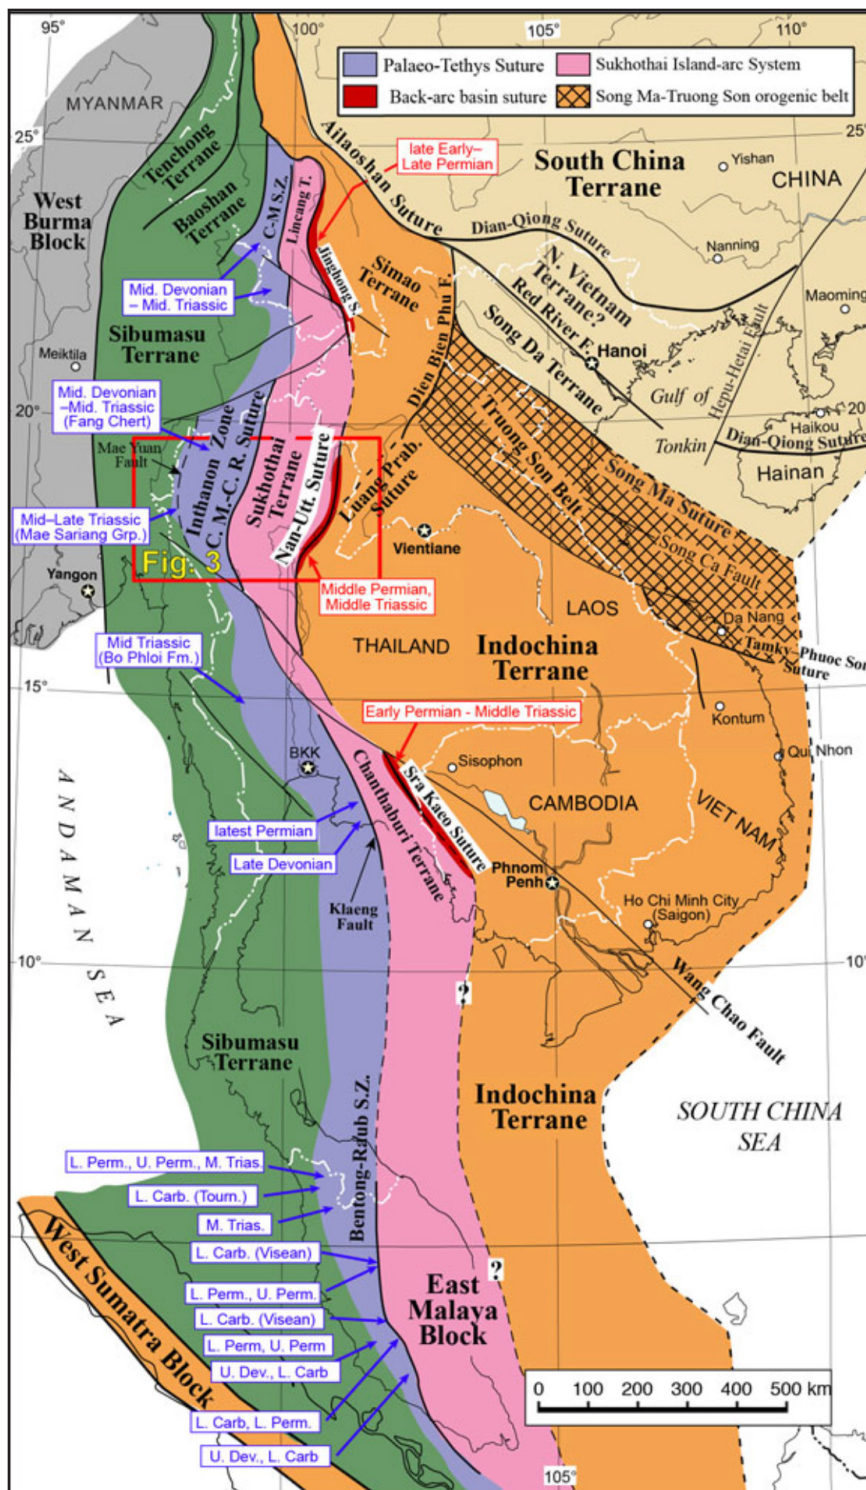 95°
100°
105°
110°
Palaeo-Tethys Suture
Sukhothai Island-arc System
Back-arc basin suture
Song Ma-Truong Son orogenic belt
MYANMAR
25°
25°
Tenchong
Terrane
Baoshan
Terrane
C-M S.Z.
Lincang T.
late Early–
Late Permian
Ailaoshan Suture
South China
Terrane
Yishan
CHINA
West
Burma
Block
Jinghong S.
Simao
Terrane
Dian-Qiong Suture
Nanning
N. Vietnam
Terrane?
Red River F.
Maoming
Mid. Devonian
– Mid. Triassic
Sibumasu
Terrane
Meiktila
Dien Bien Phu F.
Song Da Terrane
Hanoi
Gulf of
Tonkin
Hepu-Hetai Fault
Haikou
Dian-Qiong Suture
Hainan
20°
20°
Mid. Devonian
–Mid. Triassic
(Fang Chert)
Mae Yuan
Fault
Inthanon Zone
C. M.-C. R. Suture
Sukhothai
Terrane
Nan-Utt. Suture
Luang Prab.
Suture
Truong Son Belt
Song Ma Suture
Song Ca Fault
Mid–Late Triassic
(Mae Sariang Grp.)
Fig. 3
Vientiane
Yangon
Middle Permian,
Middle Triassic
LAOS
Da Nang
Tamky-Phuoc Son
Suture
THAILAND
Indochina
Terrane
Mid Triassic
(Bo Phloi Fm.)
15°
15°
Early Permian - Middle Triassic
Kontum
Qui Nhon
BKK
Sisophon
ANDAMAN SEA
Chanthaburi Terrane
Sra Kaeo Suture
CAMBODIA
VIET NAM
latest Permian
Late Devonian
Klaeng
Fault
Phnom
Penh
Ho Chi Minh City
(Saigon)
10°
10°
?
Wang Chao Fault
Sibumasu
Terrane
Bentong-Raub S.Z.
Indochina
Terrane
SOUTH CHINA
SEA
L. Perm., U. Perm., M. Trias.
L. Carb. (Tourn.)
M. Trias.
L. Carb. (Visean)
?
L. Perm., U. Perm.
East
Malaya
Block
L. Carb. (Visean)
L. Perm, U. Perm
U. Dev., L. Carb
West Sumatra Block
L. Carb, L. Perm.
U. Dev., L. Carb
0 100 200 300 400 500 km
105°